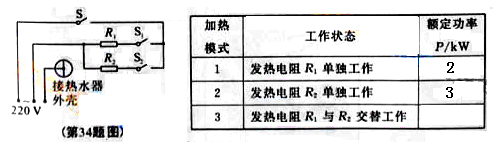 S
R₁
S₁
R₂
S₂
接热水器
外壳
220 V
(第34题图)
加热
模式
工作状态
额定功率
P/kW
1
发热电阻 R₁ 单独工作
2
2
发热电阻 R₂ 单独工作
3
3
发热电阻 R₁ 与 R₂ 交替工作